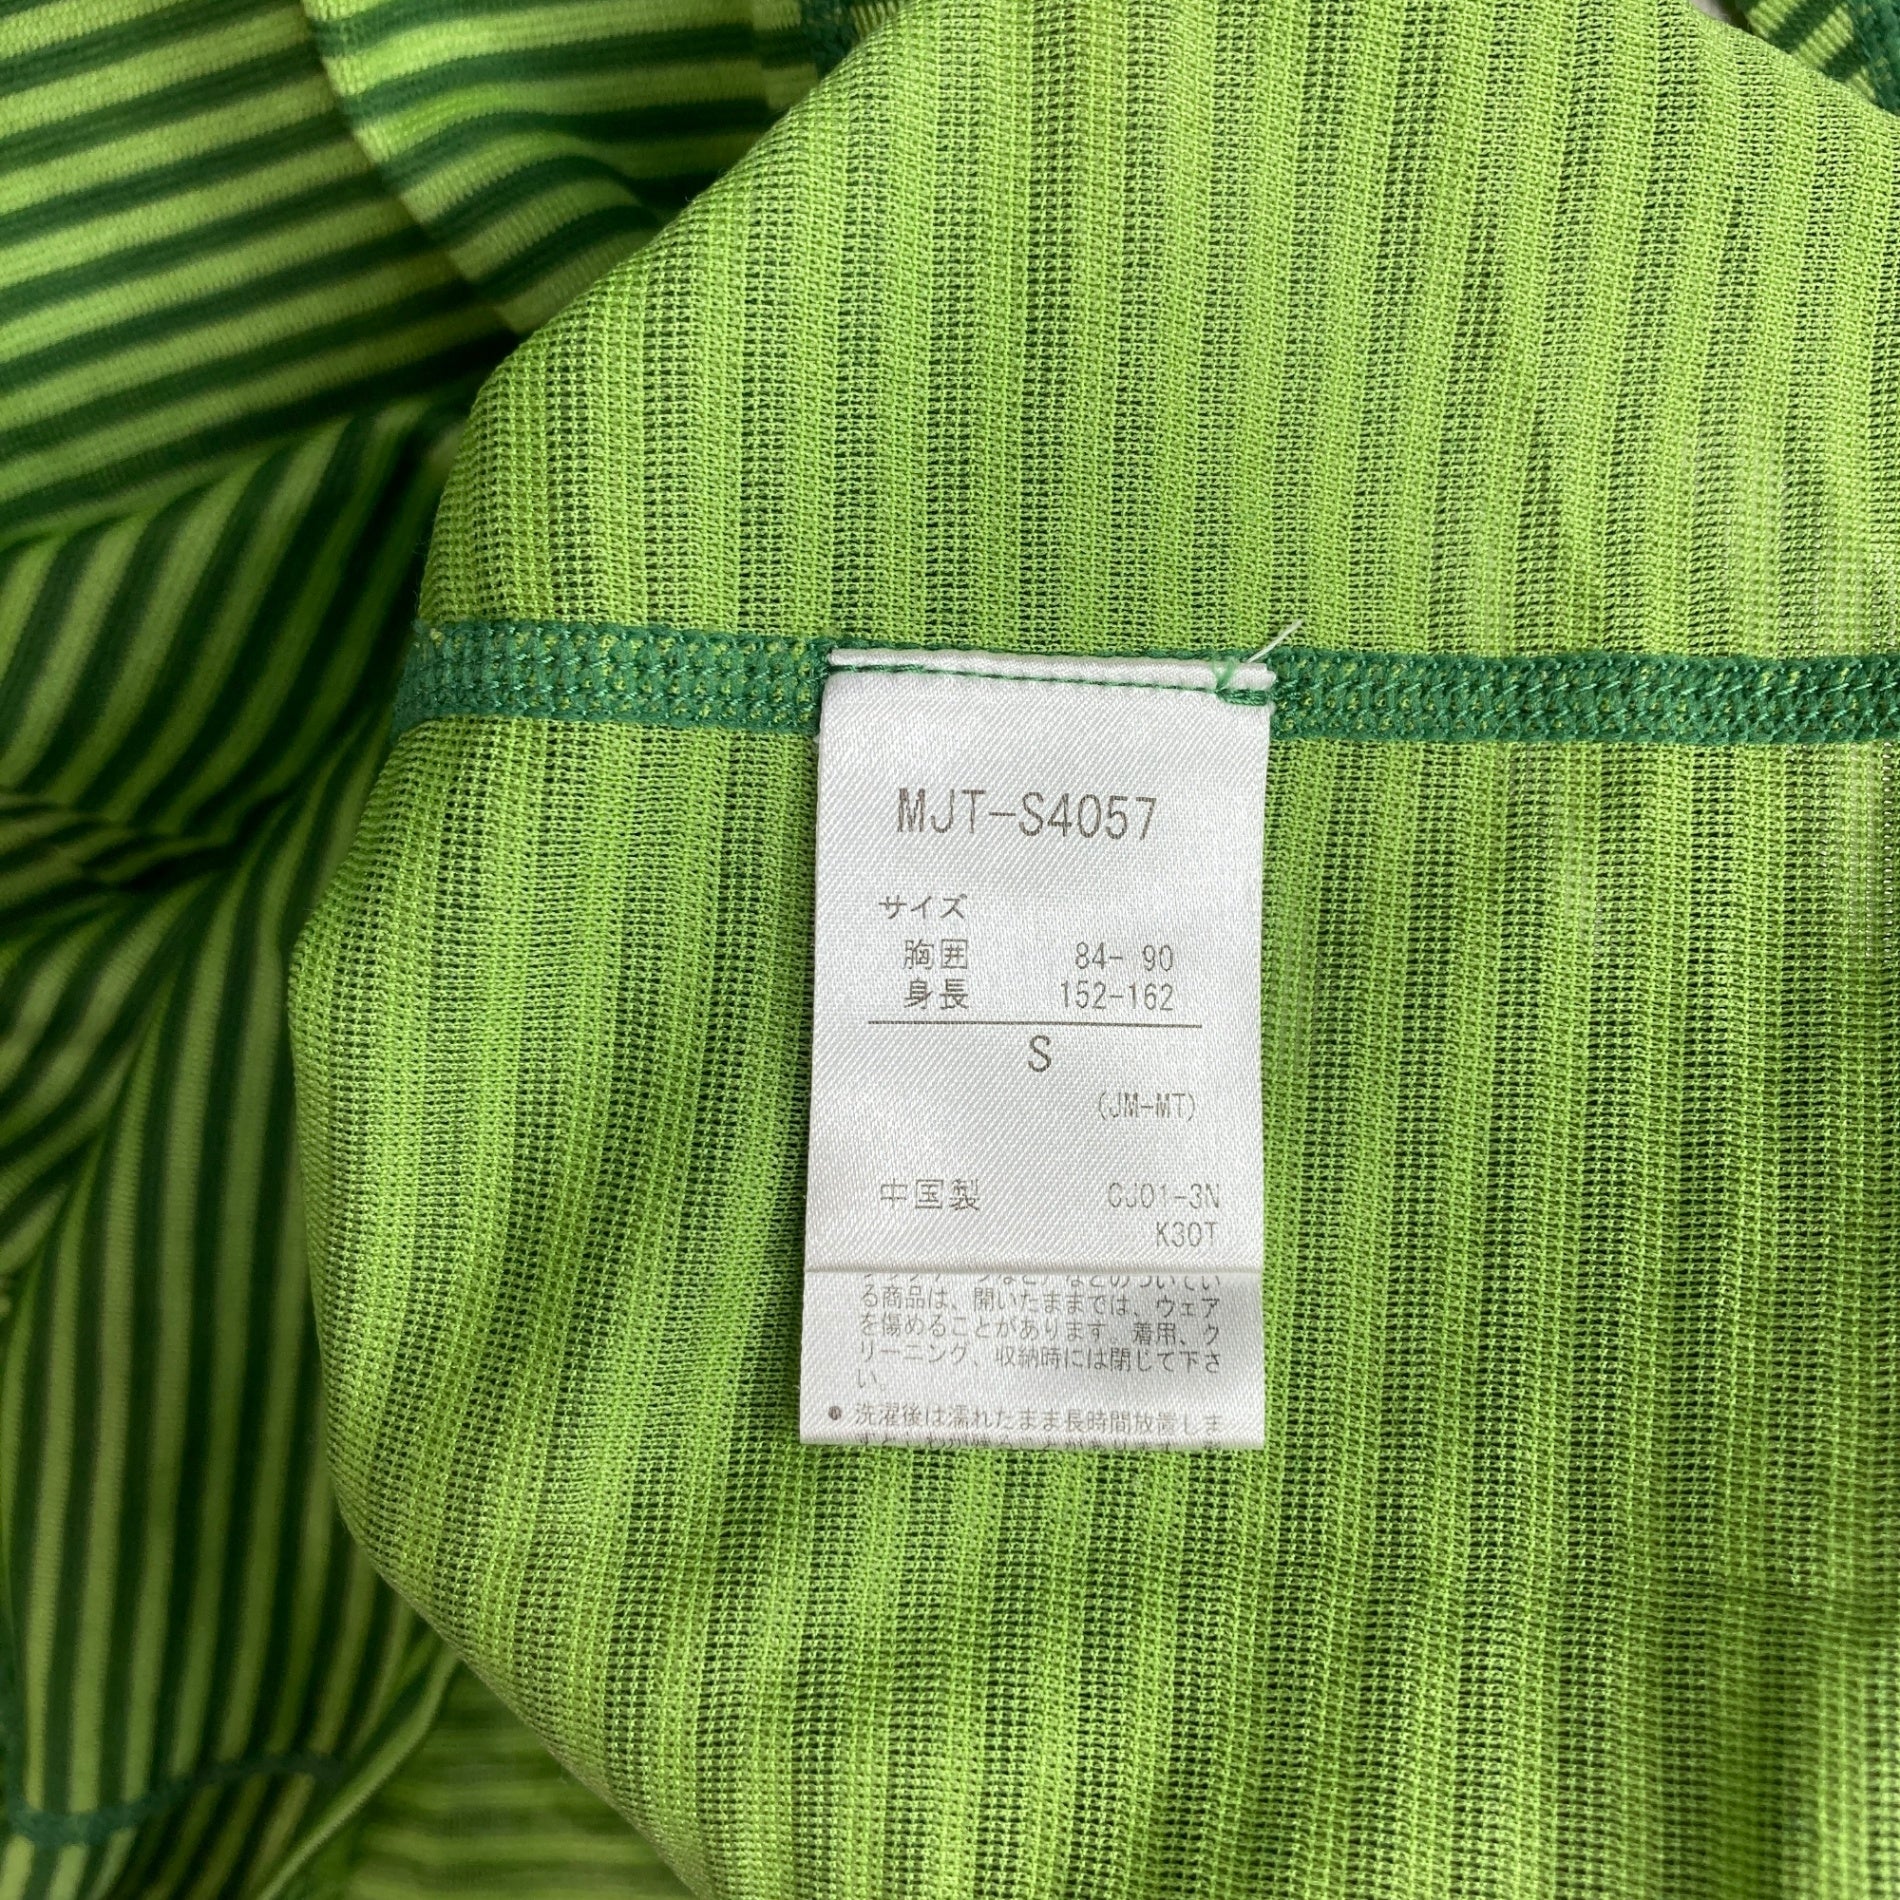 MJT-S4057
サイズ
胸囲 84- 90
身長 152-162
S
(JM-MT)
中国製 CJ01-3N
K30T
る商品は、開いたままでは、ウェア
を傷めることがあります。着用、ク
リーニング、収納時には閉じて下さ
い。
● 洗濯後は濡れたまま長時間放置しま